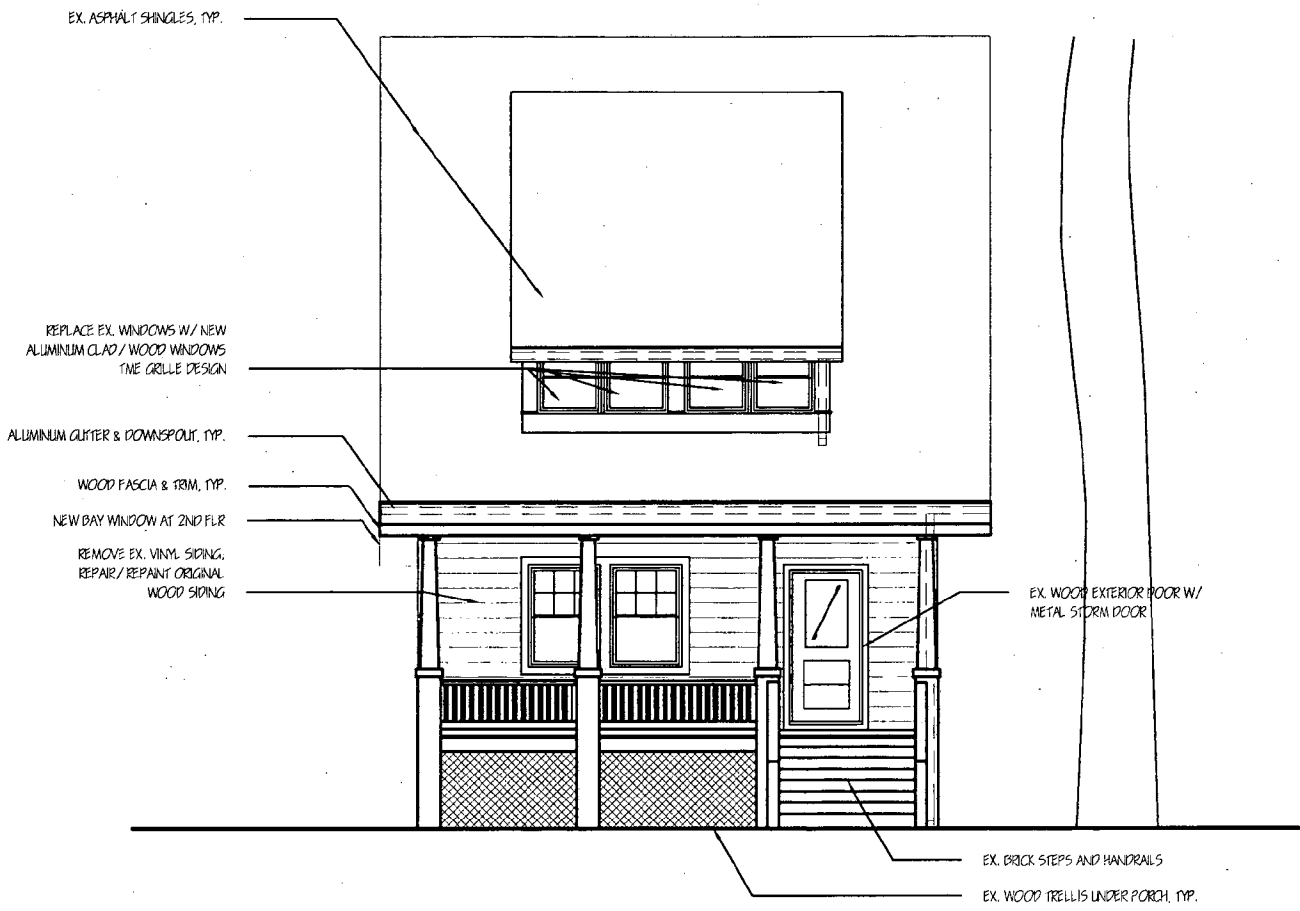 EX. ASPHALT SHINGLES, TYP.
REPLACE EX. WINDOWS W/ NEW
ALUMINUM CLAD / WOOD WINDOWS
TME GRILLE DESIGN
ALUMINUM GUTTER & DOWNSPOUT, TYP.
WOOD FASCIA & TRIM, TYP.
NEW BAY WINDOW AT 2ND FLR
REMOVE EX. VINYL SIDING,
REPAIR / REPAINT ORIGINAL
WOOD SIDING
EX. WOOD EXTERIOR DOOR W/
METAL STORM DOOR
EX. BRICK STEPS AND HANDRAILS
EX. WOOD TRELLIS UNDER PORCH, TYP.